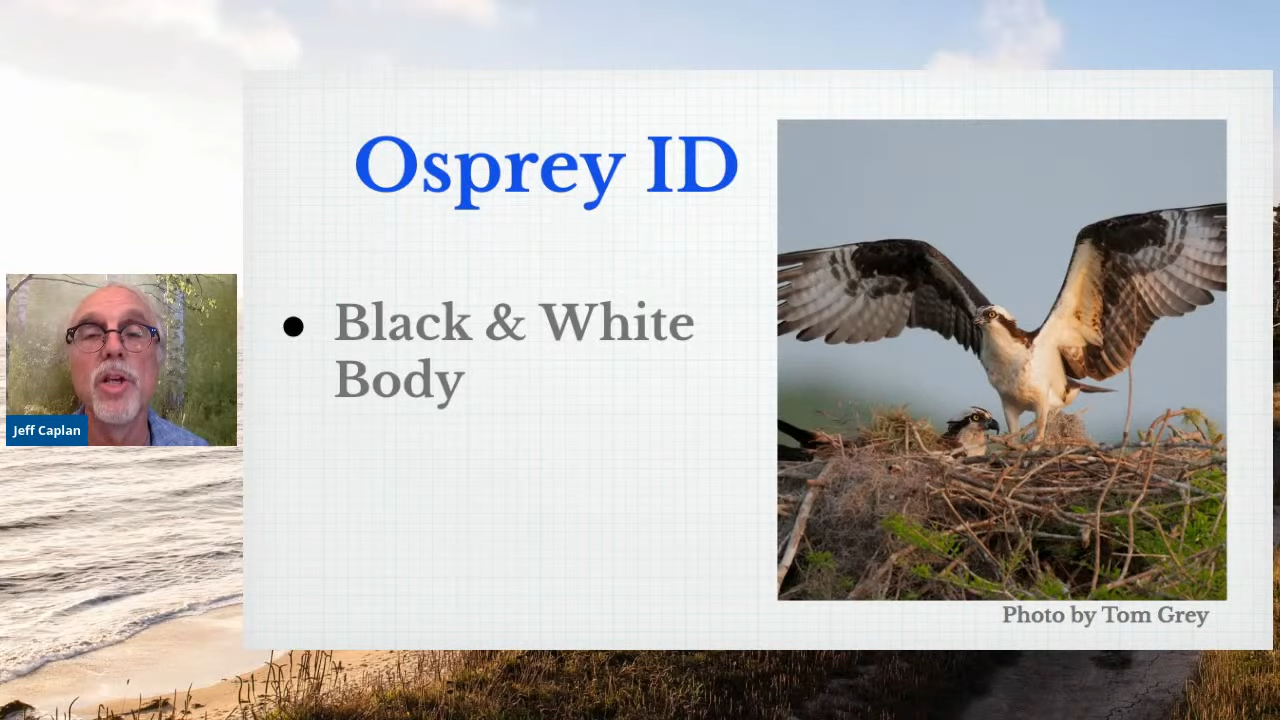 Osprey ID
● Black & White
Body
Jeff Caplan
Photo by Tom Grey